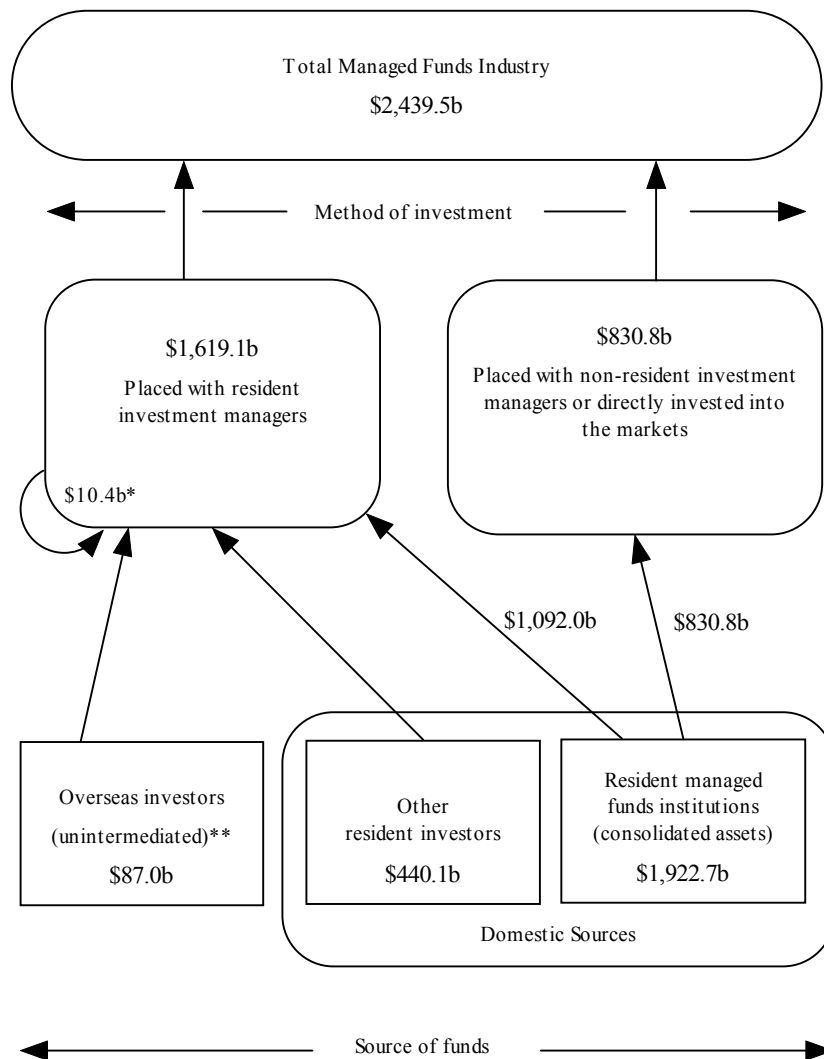 Total Managed Funds Industry
$2,439.5b
Method of investment
$1,619.1b
Placed with resident
investment managers
$10.4b*
$830.8b
Placed with non-resident investment
managers or directly invested into
the markets
$1,092.0b
$830.8b
Overseas investors
(unintermediated)**
$87.0b
Other
resident investors
$440.1b
Resident managed
funds institutions
(consolidated assets)
$1,922.7b
Domestic Sources
Source of funds